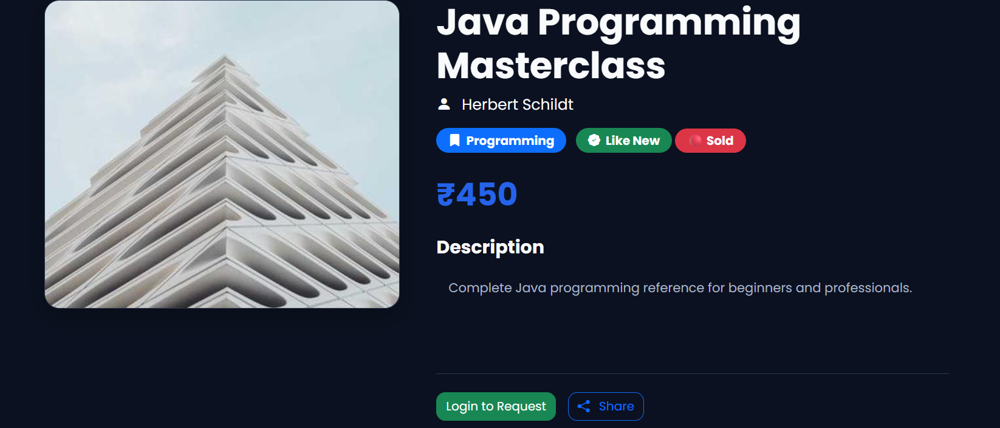 Java Programming
Masterclass
Herbert Schildt
Programming Like New Sold
₹450
Description
Complete Java programming reference for beginners and professionals.
Login to Request Share